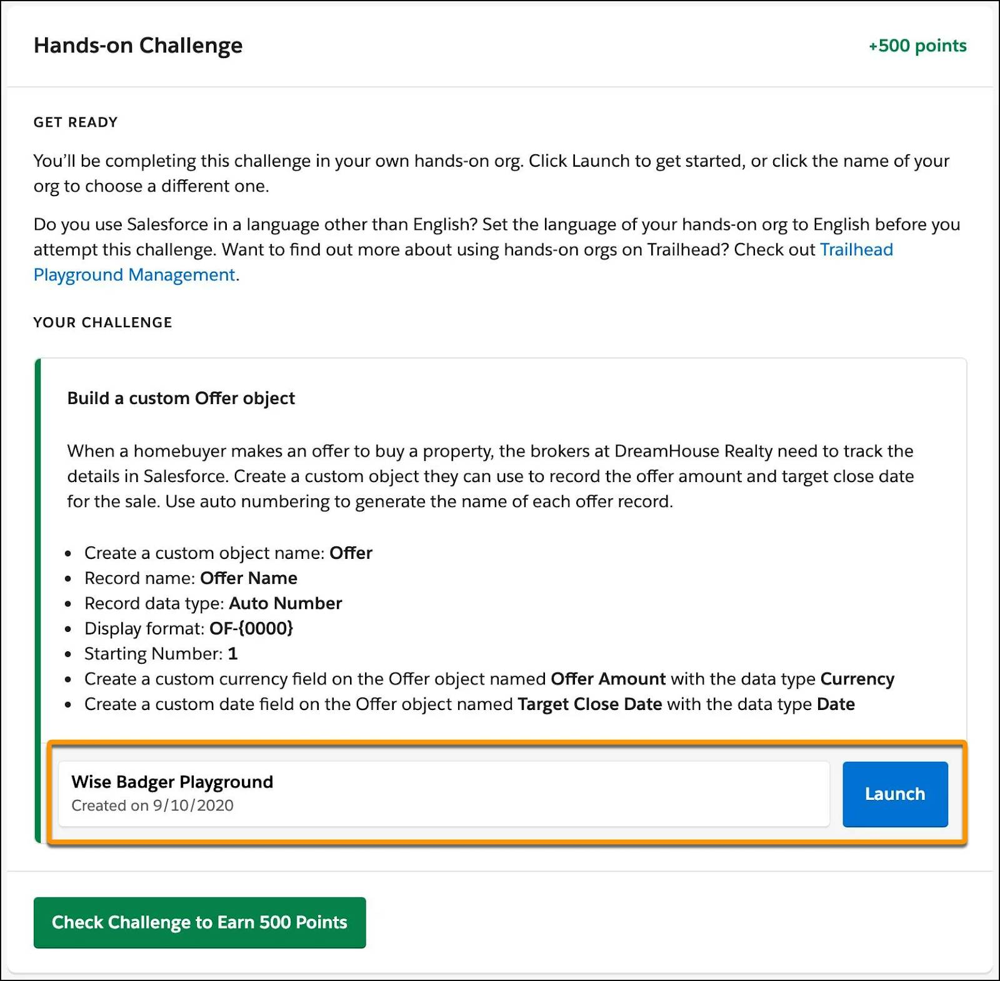 Hands-on Challenge
+500 points
GET READY
You’ll be completing this challenge in your own hands-on org. Click Launch to get started, or click the name of your
org to choose a different one.
Do you use Salesforce in a language other than English? Set the language of your hands-on org to English before you
attempt this challenge. Want to find out more about using hands-on orgs on Trailhead? Check out Trailhead
Playground Management.
YOUR CHALLENGE
Build a custom Offer object
When a homebuyer makes an offer to buy a property, the brokers at DreamHouse Realty need to track the
details in Salesforce. Create a custom object they can use to record the offer amount and target close date
for the sale. Use auto numbering to generate the name of each offer record.
• Create a custom object name: Offer
• Record name: Offer Name
• Record data type: Auto Number
• Display format: OF-{0000}
• Starting Number: 1
• Create a custom currency field on the Offer object named Offer Amount with the data type Currency
• Create a custom date field on the Offer object named Target Close Date with the data type Date
Wise Badger Playground
Created on 9/10/2020
Launch
Check Challenge to Earn 500 Points